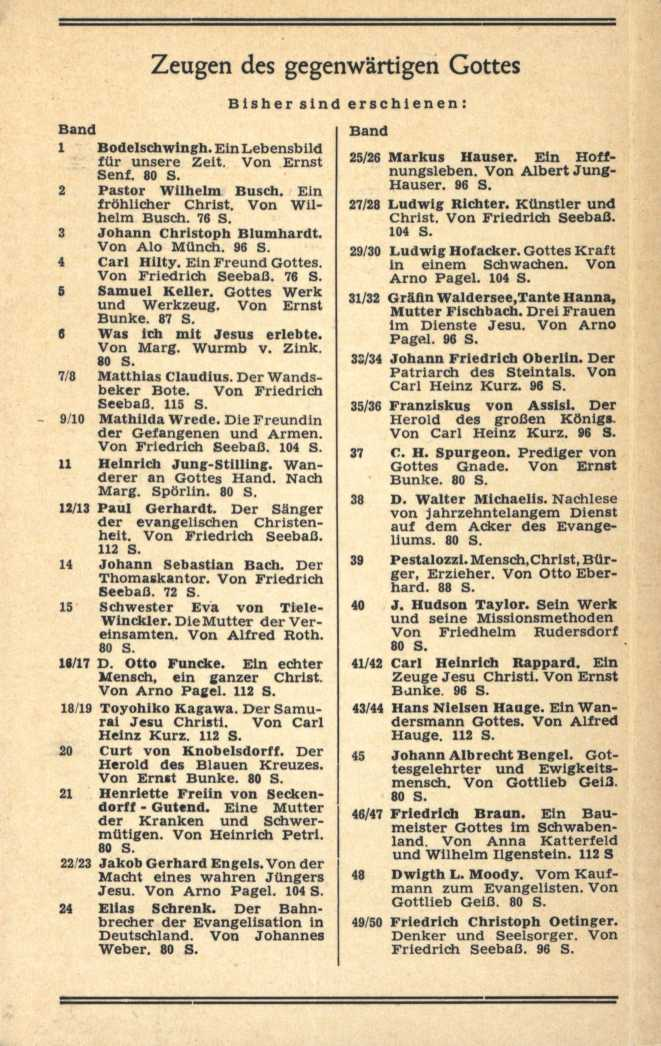 Zeugen des gegenwärtigen Gottes
Bisher sind erschienen:
Band
1 Bodelschwingh. Ein Lebensbild
für unsere Zeit. Von Ernst
Senf. 80 S.
2 Pastor Wilhelm Busch. Ein
fröhlicher Christ. Von Wil-
helm Busch. 76 S.
3 Johann Christoph Blumhardt.
Von Alo Münch. 96 S.
4 Carl Hilty. Ein Freund Gottes.
Von Friedrich Seebaß. 76 S.
5 Samuel Keller. Gottes Werk
und Werkzeug. Von Ernst
Bunke. 87 S.
6 Was ich mit Jesus erlebte.
Von Marg. Wurmb v. Zink.
80 S.
7/8 Matthias Claudius. Der Wands-
beker Bote. Von Friedrich
Seebaß. 115 S.
9/10 Mathilda Wrede. Die Freundin
der Gefangenen und Armen.
Von Friedrich Seebaß. 104 S.
11 Heinrich Jung-Stilling. Wan-
derer an Gottes Hand. Nach
Marg. Spörlin. 80 S.
12/13 Paul Gerhardt. Der Sänger
der evangelischen Christen-
heit. Von Friedrich Seebaß.
112 S.
14 Johann Sebastian Bach. Der
Thomaskantor. Von Friedrich
Seebaß. 72 S.
15 Schwester Eva von Tiele-
Winckler. Die Mutter der Ver-
einsamten. Von Alfred Roth.
80 S.
16/17 D. Otto Funcke. Ein echter
Mensch, ein ganzer Christ.
Von Arno Pagel. 112 S.
18/19 Toyohiko Kagawa. Der Samu-
rai Jesu Christi. Von Carl
Heinz Kurz. 112 S.
20 Curt von Knobelsdorff. Der
Herold des Blauen Kreuzes.
Von Ernst Bunke. 80 S.
21 Henriette Freiin von Secken-
dorff-Gutend. Eine Mutter
der Kranken und Schwer-
mütigen. Von Heinrich Petri.
80 S.
22/23 Jakob Gerhard Engels. Von der
Macht eines wahren Jüngers
Jesu. Von Arno Pagel. 104 S.
24 Elias Schrenk. Der Bahn-
brecher der Evangelisation in
Deutschland. Von Johannes
Weber. 80 S.
Band
25/26 Markus Hauser. Ein Hoff-
nungsleben. Von Albert Jung-
Hauser. 96 S.
27/28 Ludwig Richter. Künstler und
Christ. Von Friedrich Seebaß.
104 S.
29/30 Ludwig Hofacker. Gottes Kraft
in einem Schwachen. Von
Arno Pagel. 104 S.
31/32 Gräfin Waldersee, Tante Hanna,
Mutter Fischbach. Drei Frauen
im Dienste Jesu. Von Arno
Pagel. 96 S.
33/34 Johann Friedrich Oberlin. Der
Patriarch des Steintals. Von
Carl Heinz Kurz. 96 S.
35/36 Franziskus von Assisi. Der
Herold des großen Königs.
Von Carl Heinz Kurz. 96 S.
37 C. H. Spurgeon. Prediger von
Gottes Gnade. Von Ernst
Bunke. 80 S.
38 D. Walter Michaelis. Nachlese
von jahrzehntelangem Dienst
auf dem Acker des Evange-
liums. 80 S.
39 Pestalozzi. Mensch, Christ, Bür-
ger, Erzieher. Von Otto Eber-
hard. 88 S.
40 J. Hudson Taylor. Sein Werk
und seine Missionsmethoden
Von Friedhelm Rudersdorf
80 S.
41/42 Carl Heinrich Rappard. Ein
Zeuge Jesu Christi. Von Ernst
Bunke. 96 S.
43/44 Hans Nielsen Hauge. Ein Wan-
dersmann Gottes. Von Alfred
Hauge. 112 S.
45 Johann Albrecht Bengel. Got-
tesgelehrter und Ewigkeits-
mensch. Von Gottlieb Geiß.
80 S.
46/47 Friedrich Braun. Ein Bau-
meister Gottes im Schwaben-
land. Von Anna Katterfeld
und Wilhelm Ilgenstein. 112 S
48 Dwigth L. Moody. Vom Kauf-
mann zum Evangelisten. Von
Gottlieb Geiß. 80 S.
49/50 Friedrich Christoph Oetinger.
Denker und Seelsorger. Von
Friedrich Seebaß. 96 S.